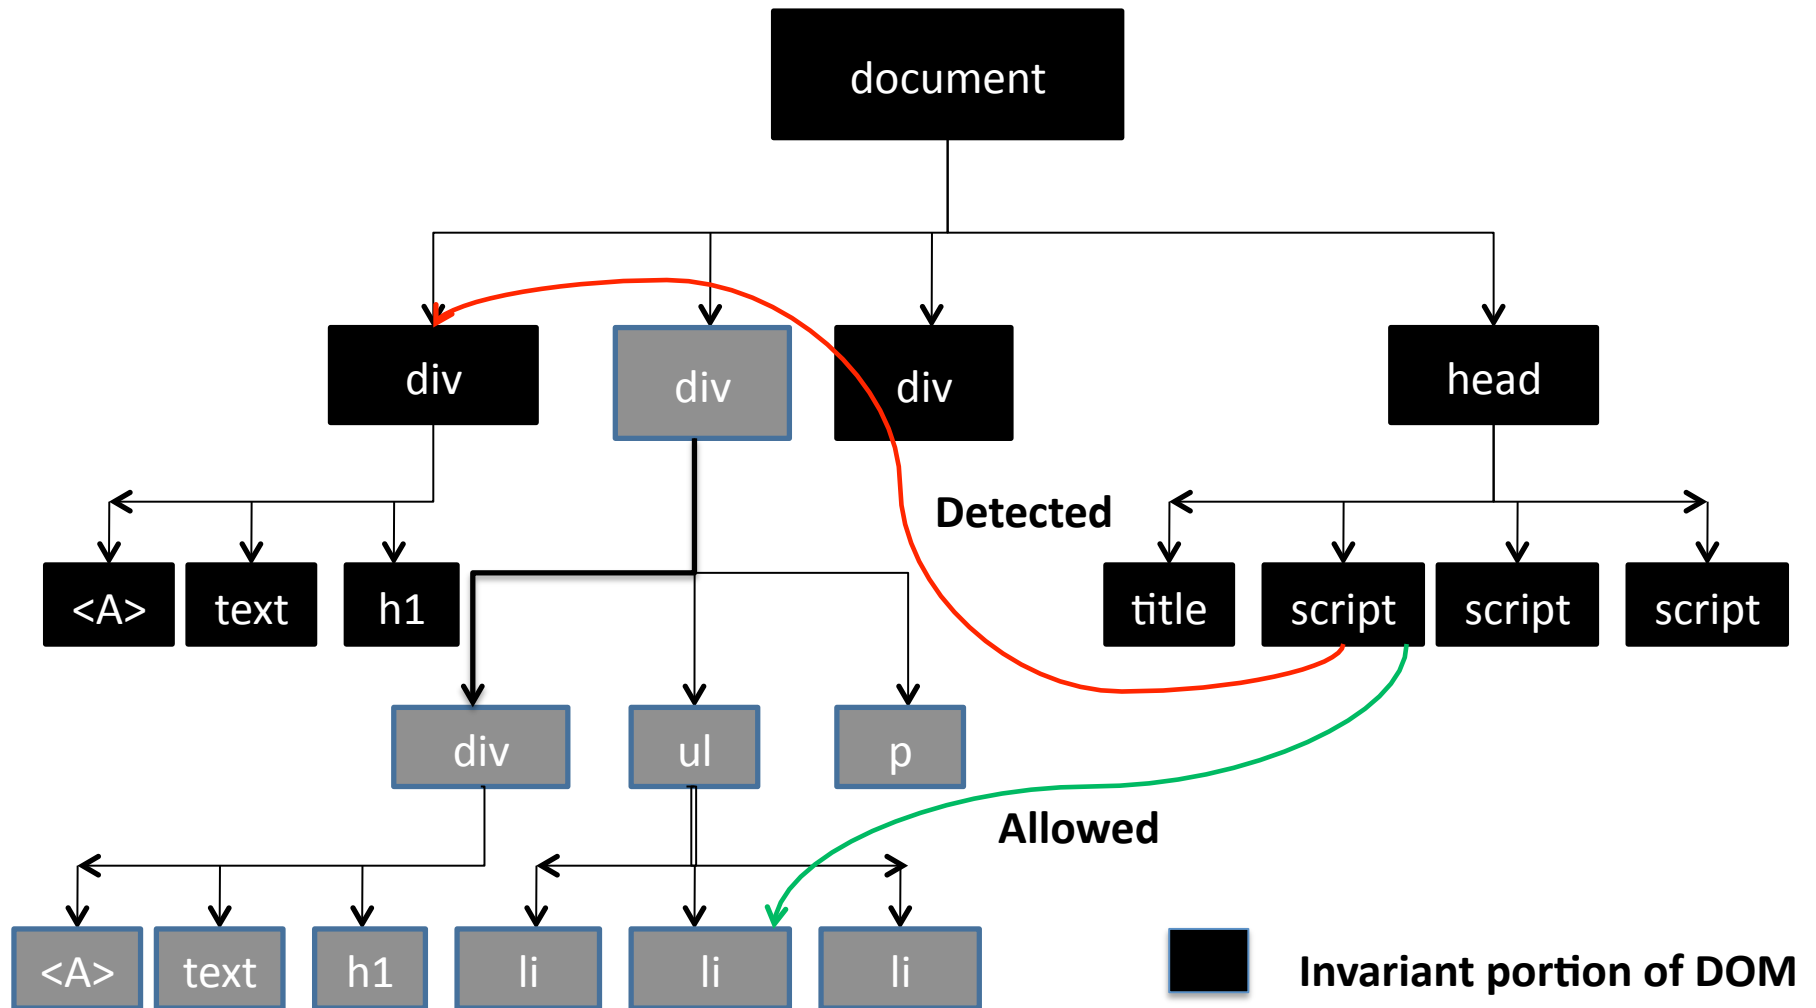 document
div
div
div
head
Detected
<A>
text
h1
title
script
script
script
div
ul
p
Allowed
<A>
text
h1
li
li
li
Invariant portion of DOM